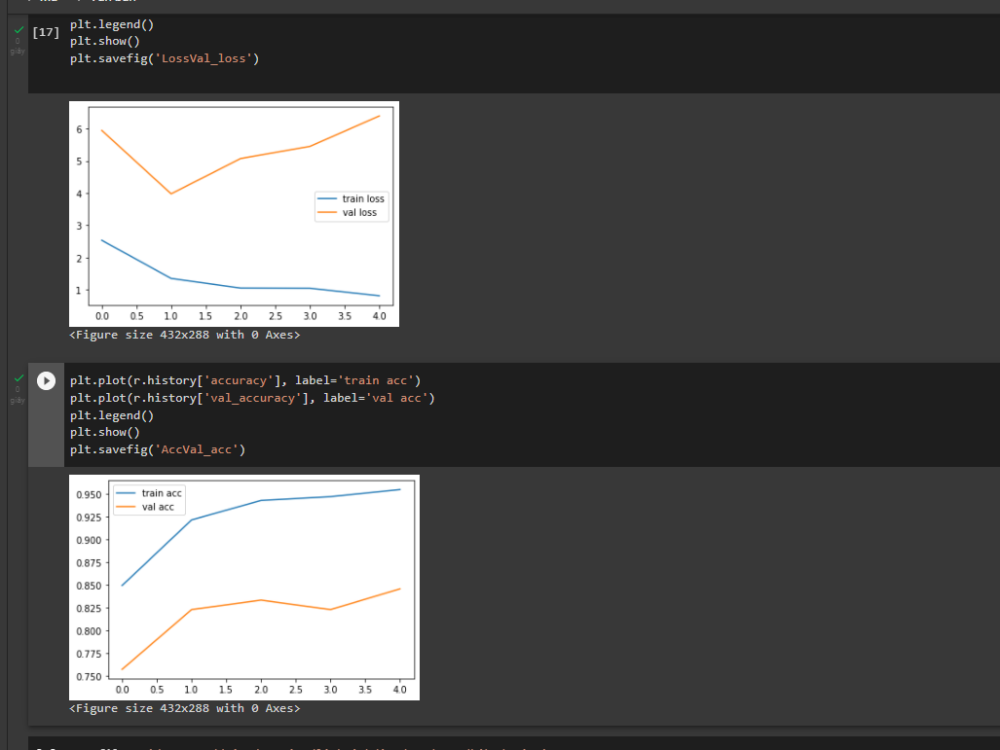 [17]
plt.legend()
plt.show()
plt.savefig('LossVal_loss')
0
giây
6
5
4
3
2
1
train loss
val loss
0.0 0.5 1.0 1.5 2.0 2.5 3.0 3.5 4.0
<Figure size 432x288 with 0 Axes>
0
giây
plt.plot(r.history['accuracy'], label='train acc')
plt.plot(r.history['val_accuracy'], label='val acc')
plt.legend()
plt.show()
plt.savefig('AccVal_acc')
train acc
val acc
0.950
0.925
0.900
0.875
0.850
0.825
0.800
0.775
0.750
0.0 0.5 1.0 1.5 2.0 2.5 3.0 3.5 4.0
<Figure size 432x288 with 0 Axes>